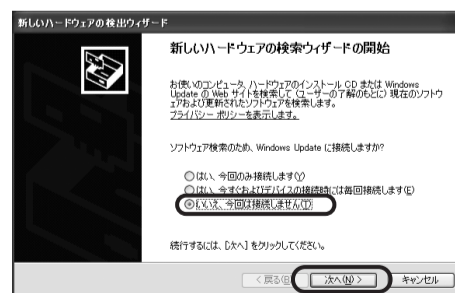 新しいハードウェアの検出ウィザード
新しいハードウェアの検索ウィザードの開始
お使いのコンピュータ、ハードウェアのインストール CD または Windows
Update の Web サイトを検索して (ユーザーの了解のもとに) 現在のソフトウ
ェアおよび更新されたソフトウェアを検索します。
プライバシー ポリシーを表示します。
ソフトウェア検索のため、Windows Update に接続しますか?
はい、今回のみ接続します(Y)
はい、今すぐおよびデバイスの接続時には毎回接続します(E)
いいえ、今回は接続しません(T)
続行するには、[次へ] をクリックしてください。
< 戻る(B) 次へ(N) > キャンセル